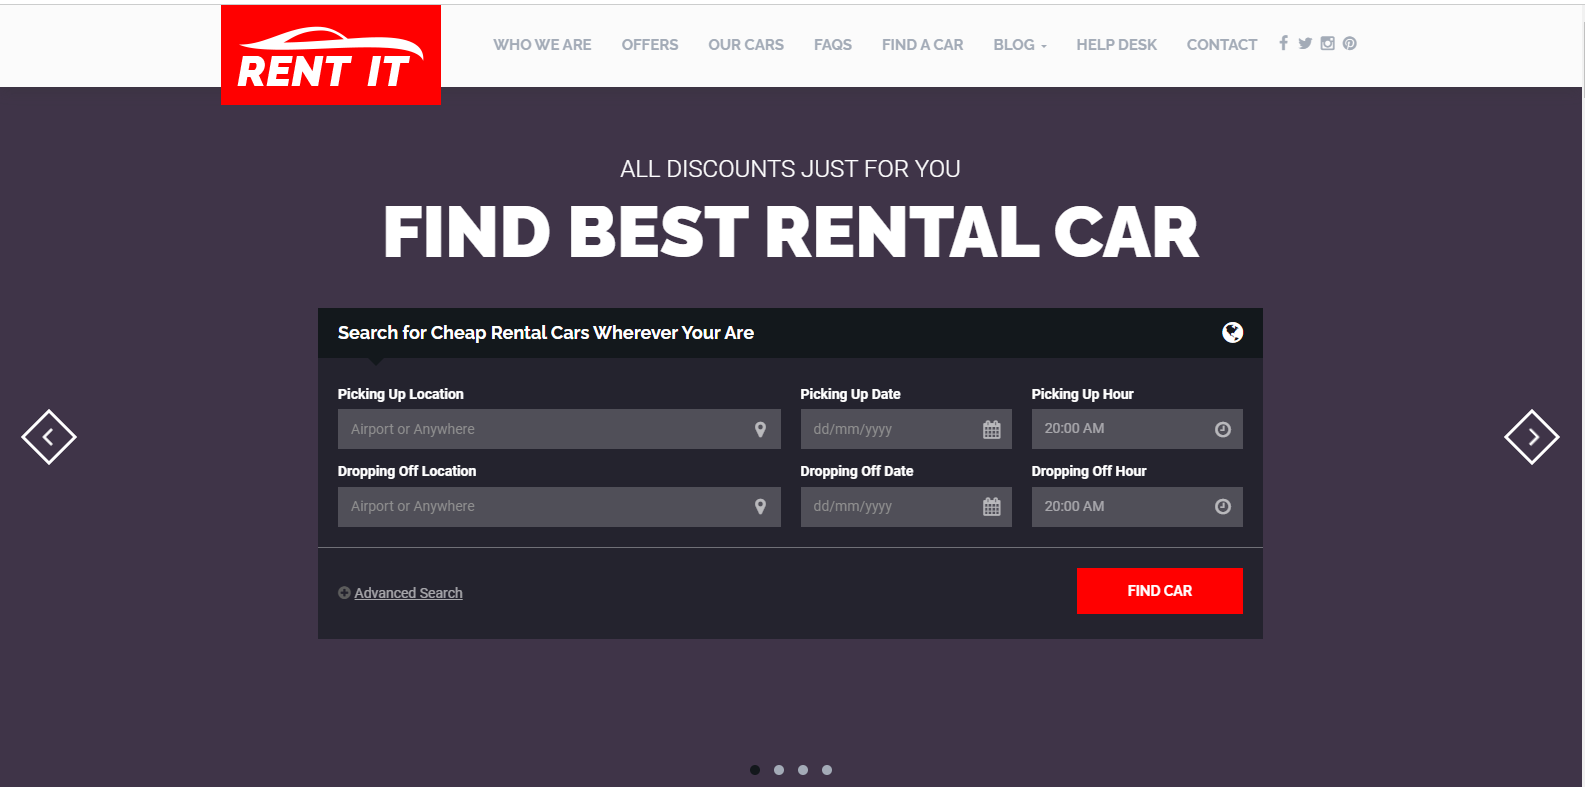 RENT IT
WHO WE ARE OFFERS OUR CARS FAQS FIND A CAR BLOG HELP DESK CONTACT
ALL DISCOUNTS JUST FOR YOU
FIND BEST RENTAL CAR
Search for Cheap Rental Cars Wherever Your Are
Picking Up Location Picking Up Date Picking Up Hour
Airport or Anywhere dd/mm/yyyy 20:00 AM
Dropping Off Location Dropping Off Date Dropping Off Hour
Airport or Anywhere dd/mm/yyyy 20:00 AM
Advanced Search FIND CAR